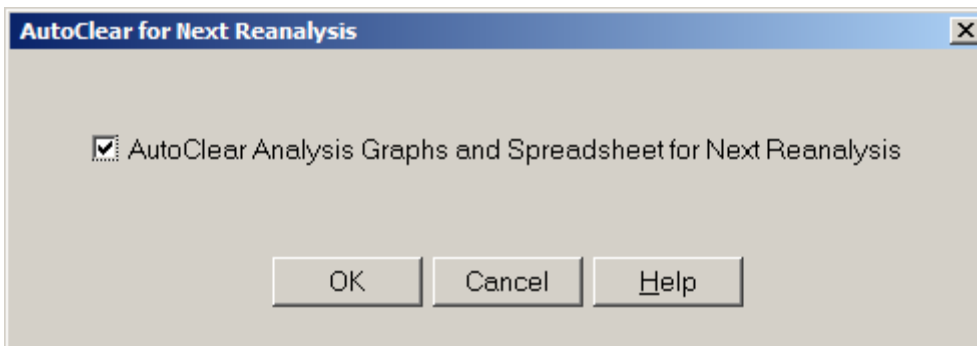 AutoClear for Next Reanalysis
AutoClear Analysis Graphs and Spreadsheet for Next Reanalysis
OK Cancel Help